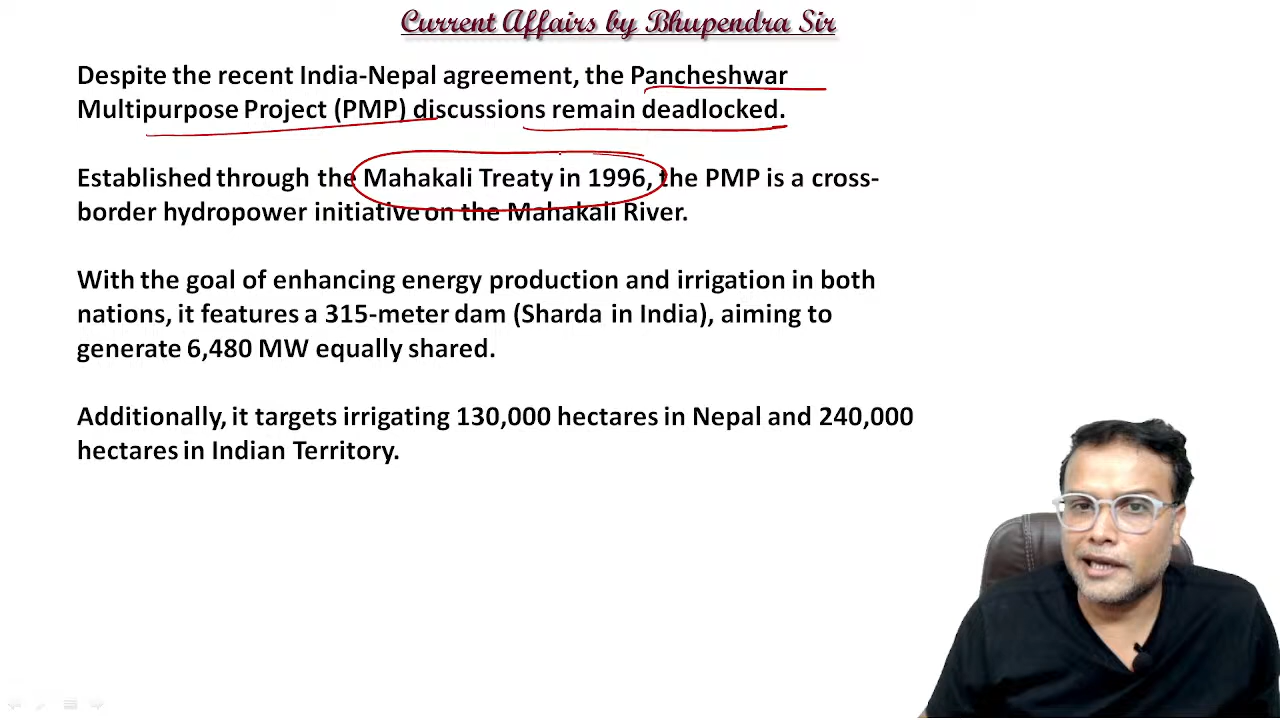 Current Affairs by Bhupendra Sir
Despite the recent India-Nepal agreement, the Pancheshwar
Multipurpose Project (PMP) discussions remain deadlocked.
Established through the Mahakali Treaty in 1996, the PMP is a cross-
border hydropower initiative on the Mahakali River.
With the goal of enhancing energy production and irrigation in both
nations, it features a 315-meter dam (Sharda in India), aiming to
generate 6,480 MW equally shared.
Additionally, it targets irrigating 130,000 hectares in Nepal and 240,000
hectares in Indian Territory.